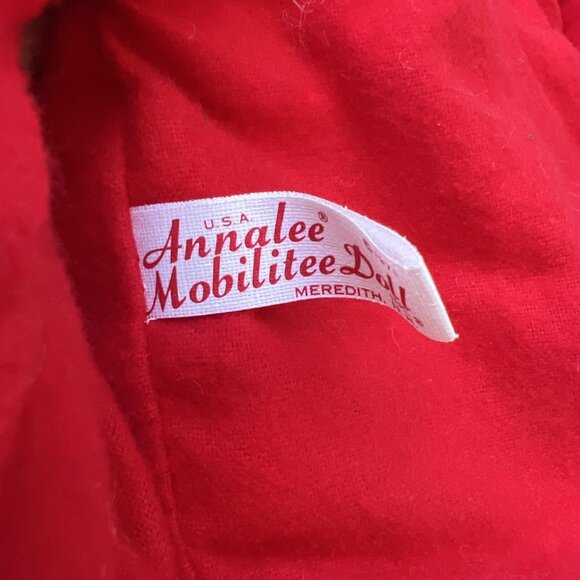 U.S.A.
Annalee®
Mobilitee Doll
MEREDITH,